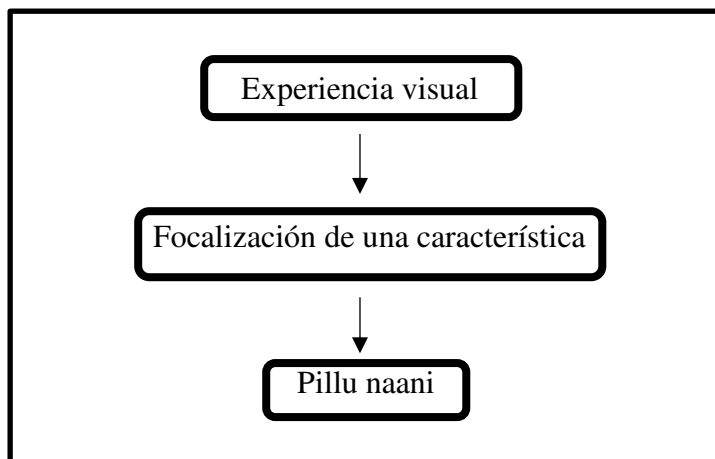 Experiencia visual
Focalización de una característica
Pillu naani